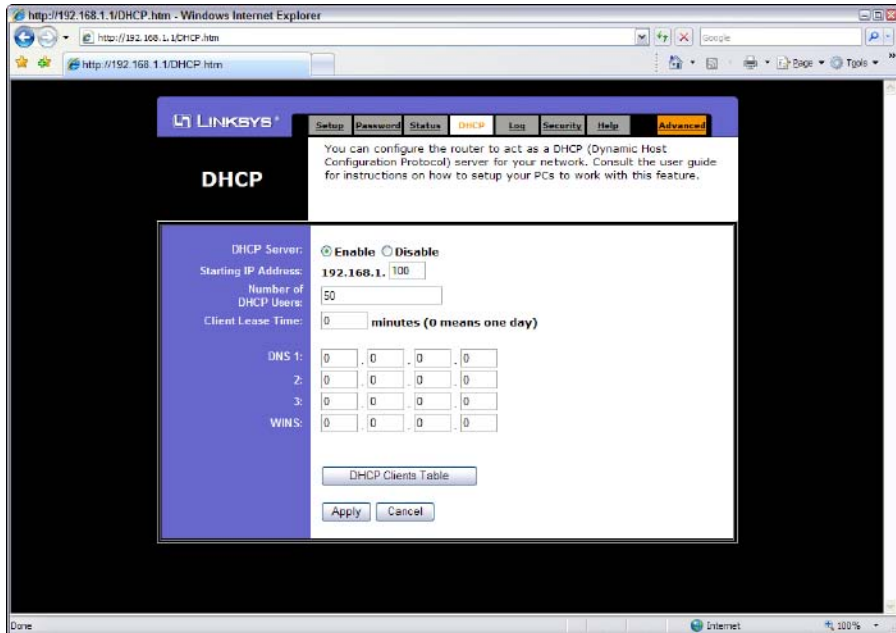 http://192.168.1.1/DHCP.htm - Windows Internet Explorer
http://192.168.1.1/DHCP.htm
Google
http://192.168.1.1/DHCP.htm
Page Tools »
LINKSYS®
Setup Password Status DHCP Log Security Help Advanced
DHCP
You can configure the router to act as a DHCP (Dynamic Host
Configuration Protocol) server for your network. Consult the user guide
for instructions on how to setup your PCs to work with this feature.
DHCP Server: Enable Disable
Starting IP Address: 192.168.1. 100
Number of
DHCP Users: 50
Client Lease Time: 0 minutes (0 means one day)
DNS 1: 0 . 0 . 0 . 0
2: 0 . 0 . 0 . 0
3: 0 . 0 . 0 . 0
WINS: 0 . 0 . 0 . 0
DHCP Clients Table
Apply Cancel
Done Internet 100%